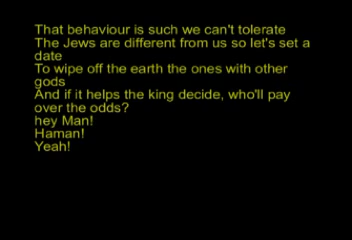 That behaviour is such we can't tolerate
The Jews are different from us so let's set a
date
To wipe off the earth the ones with other
gods
And if it helps the king decide, who'll pay
over the odds?
hey Man!
Haman!
Yeah!